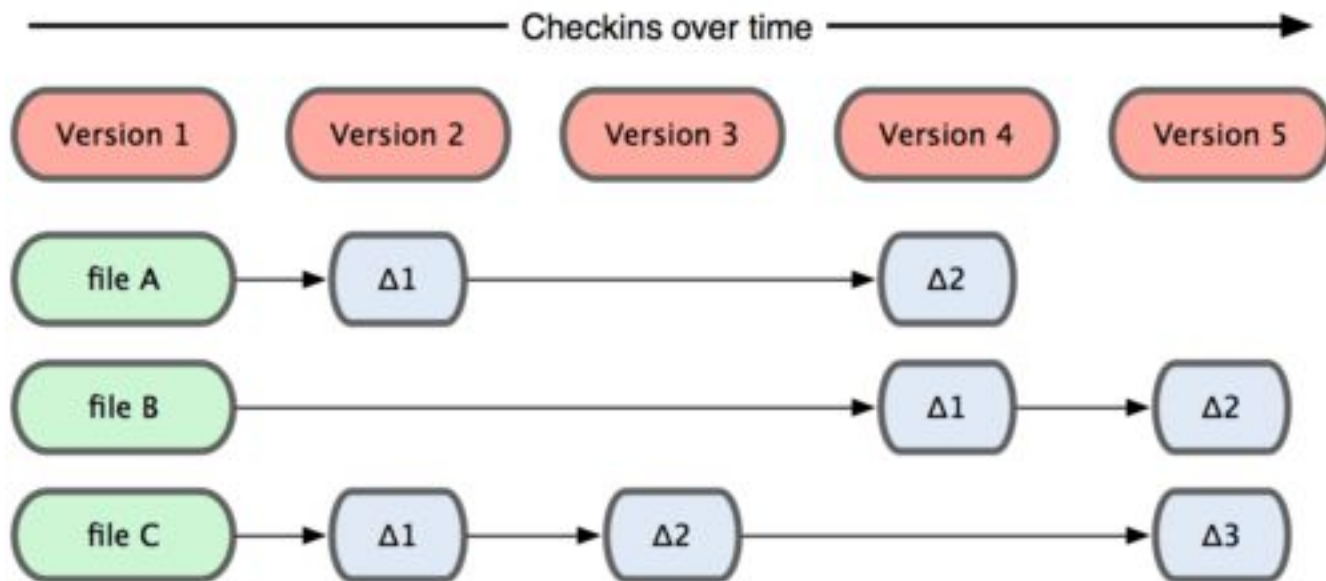 Checkins over time
Version 1 Version 2 Version 3 Version 4 Version 5
file A Δ1 Δ2
file B Δ1 Δ2
file C Δ1 Δ2 Δ3